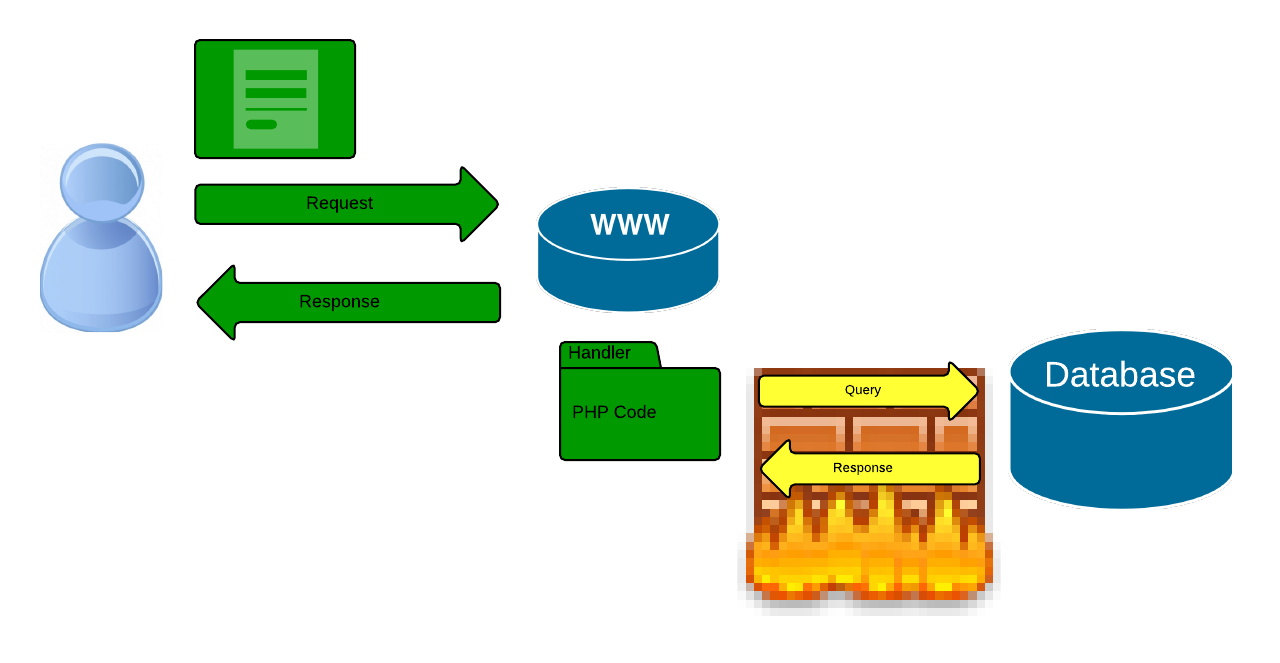 Request
WWW
Response
Handler
PHP Code
Query
Response
Database